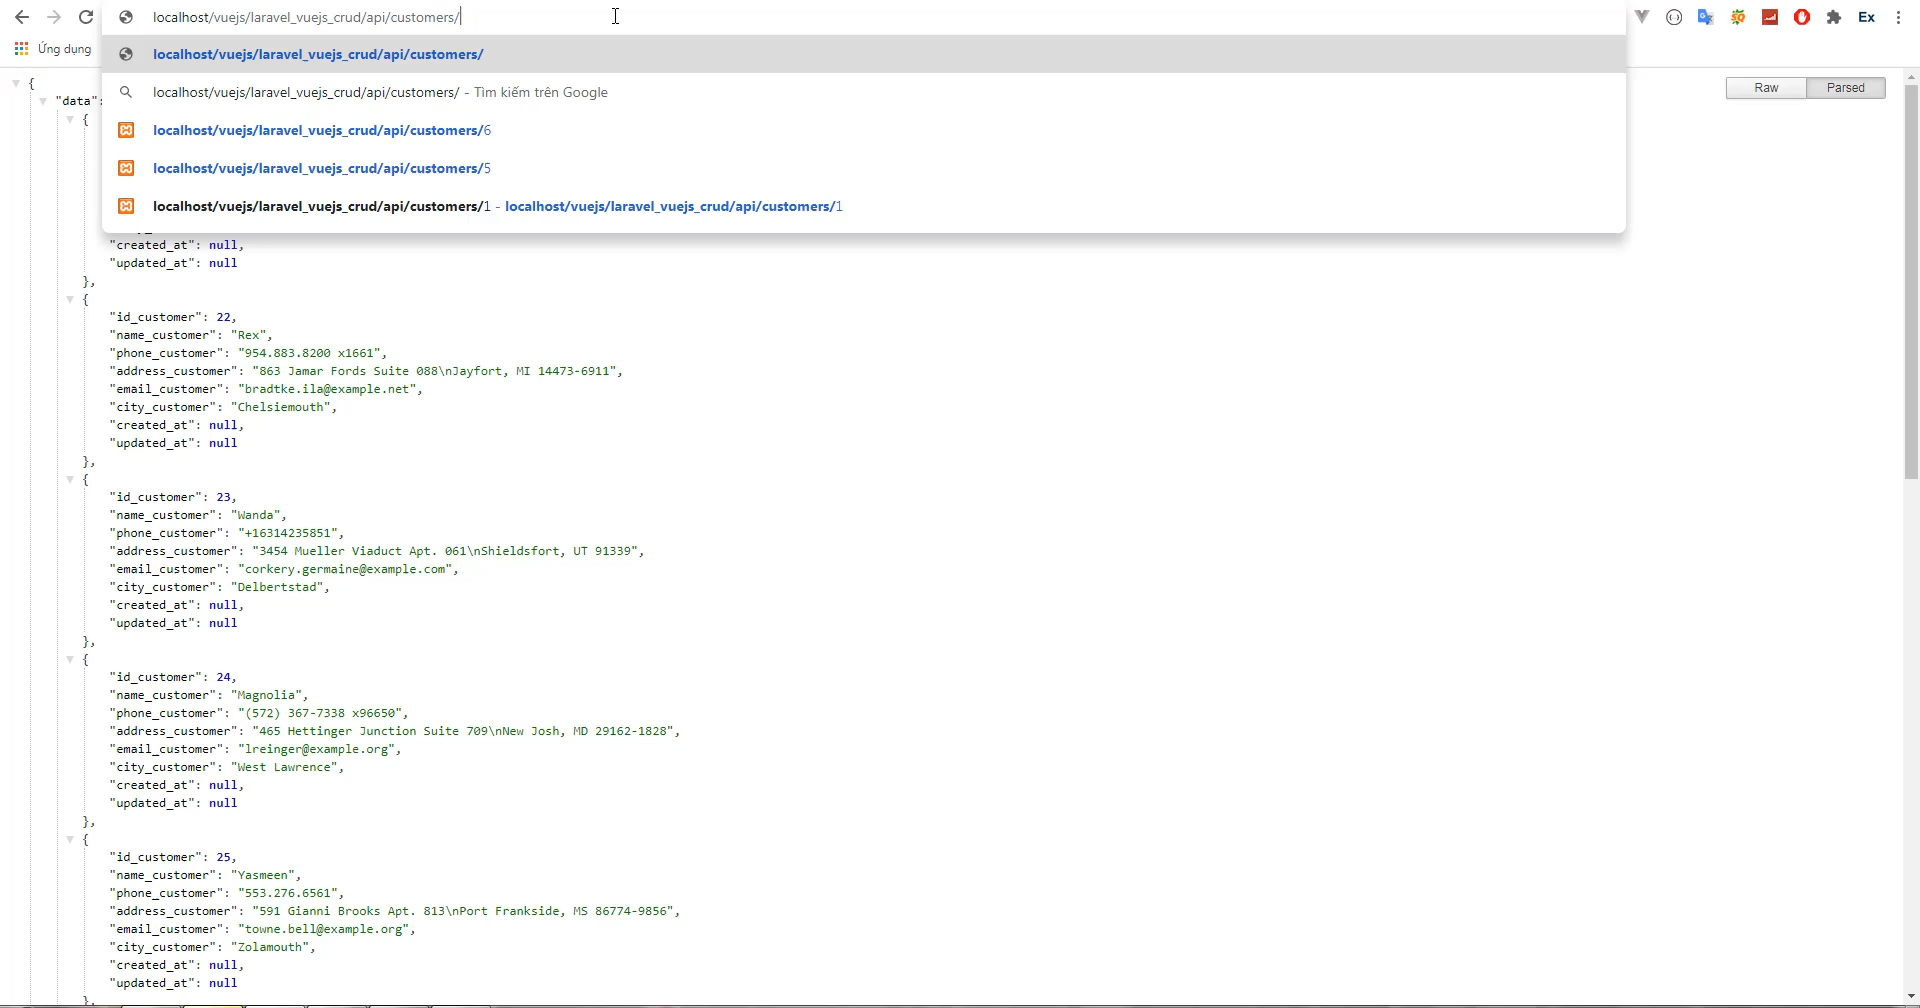 localhost/vuejs/laravel_vuejs_crud/api/customers/
Ex
Ứng dụng
localhost/vuejs/laravel_vuejs_crud/api/customers/
localhost/vuejs/laravel_vuejs_crud/api/customers/ - Tìm kiếm trên Google
localhost/vuejs/laravel_vuejs_crud/api/customers/6
localhost/vuejs/laravel_vuejs_crud/api/customers/5
localhost/vuejs/laravel_vuejs_crud/api/customers/1 - localhost/vuejs/laravel_vuejs_crud/api/customers/1
Raw
Parsed
{
"data":
{
"created_at": null,
"updated_at": null
},
{
"id_customer": 22,
"name_customer": "Rex",
"phone_customer": "954.883.8200 x1661",
"address_customer": "863 Jamar Fords Suite 088\nJayfort, MI 14473-6911",
"email_customer": "bradtke.ila@example.net",
"city_customer": "Chelsiemouth",
"created_at": null,
"updated_at": null
},
{
"id_customer": 23,
"name_customer": "Wanda",
"phone_customer": "+16314235851",
"address_customer": "3454 Mueller Viaduct Apt. 061\nShieldsfort, UT 91339",
"email_customer": "corkery.germaine@example.com",
"city_customer": "Delbertstad",
"created_at": null,
"updated_at": null
},
{
"id_customer": 24,
"name_customer": "Magnolia",
"phone_customer": "(572) 367-7338 x96650",
"address_customer": "465 Hettinger Junction Suite 709\nNew Josh, MD 29162-1828",
"email_customer": "lreinger@example.org",
"city_customer": "West Lawrence",
"created_at": null,
"updated_at": null
},
{
"id_customer": 25,
"name_customer": "Yasmeen",
"phone_customer": "553.276.6561",
"address_customer": "591 Gianni Brooks Apt. 813\nPort Frankside, MS 86774-9856",
"email_customer": "towne.bell@example.org",
"city_customer": "Zolamouth",
"created_at": null,
"updated_at": null
},